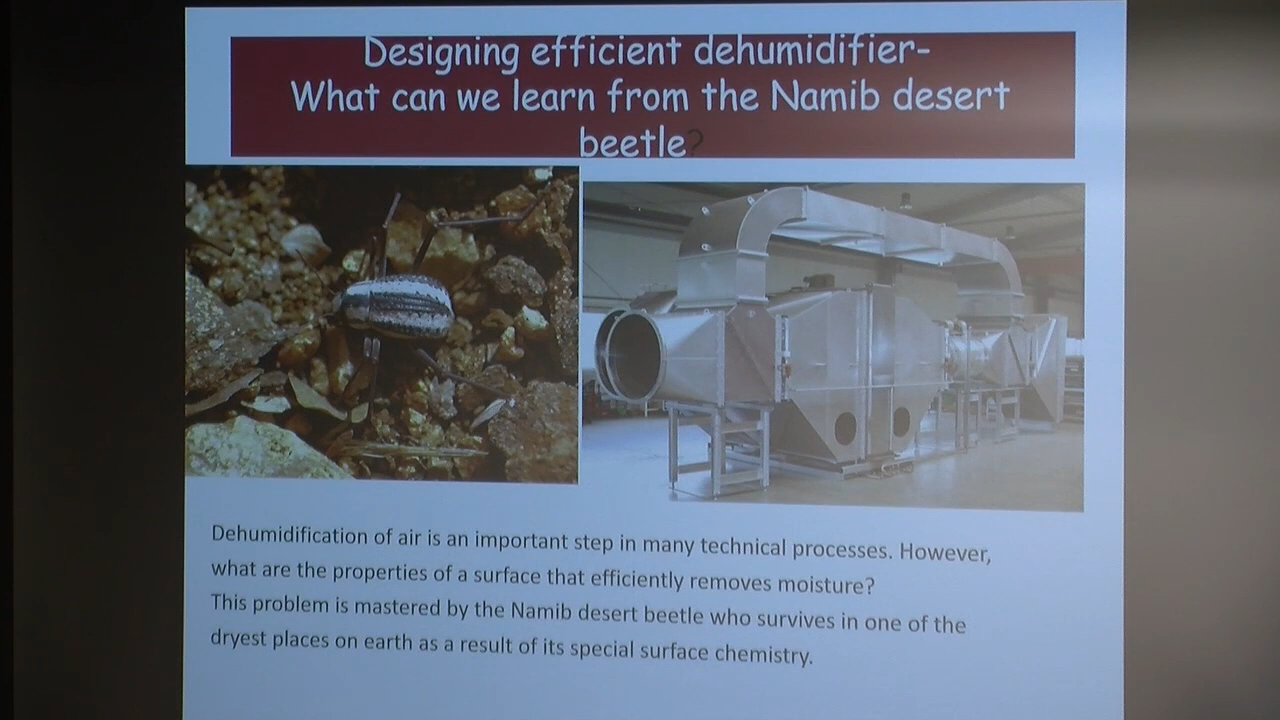 Designing efficient dehumidifier-
What can we learn from the Namib desert
beetle?
Dehumidification of air is an important step in many technical processes. However,
what are the properties of a surface that efficiently removes moisture?
This problem is mastered by the Namib desert beetle who survives in one of the
dryest places on earth as a result of its special surface chemistry.